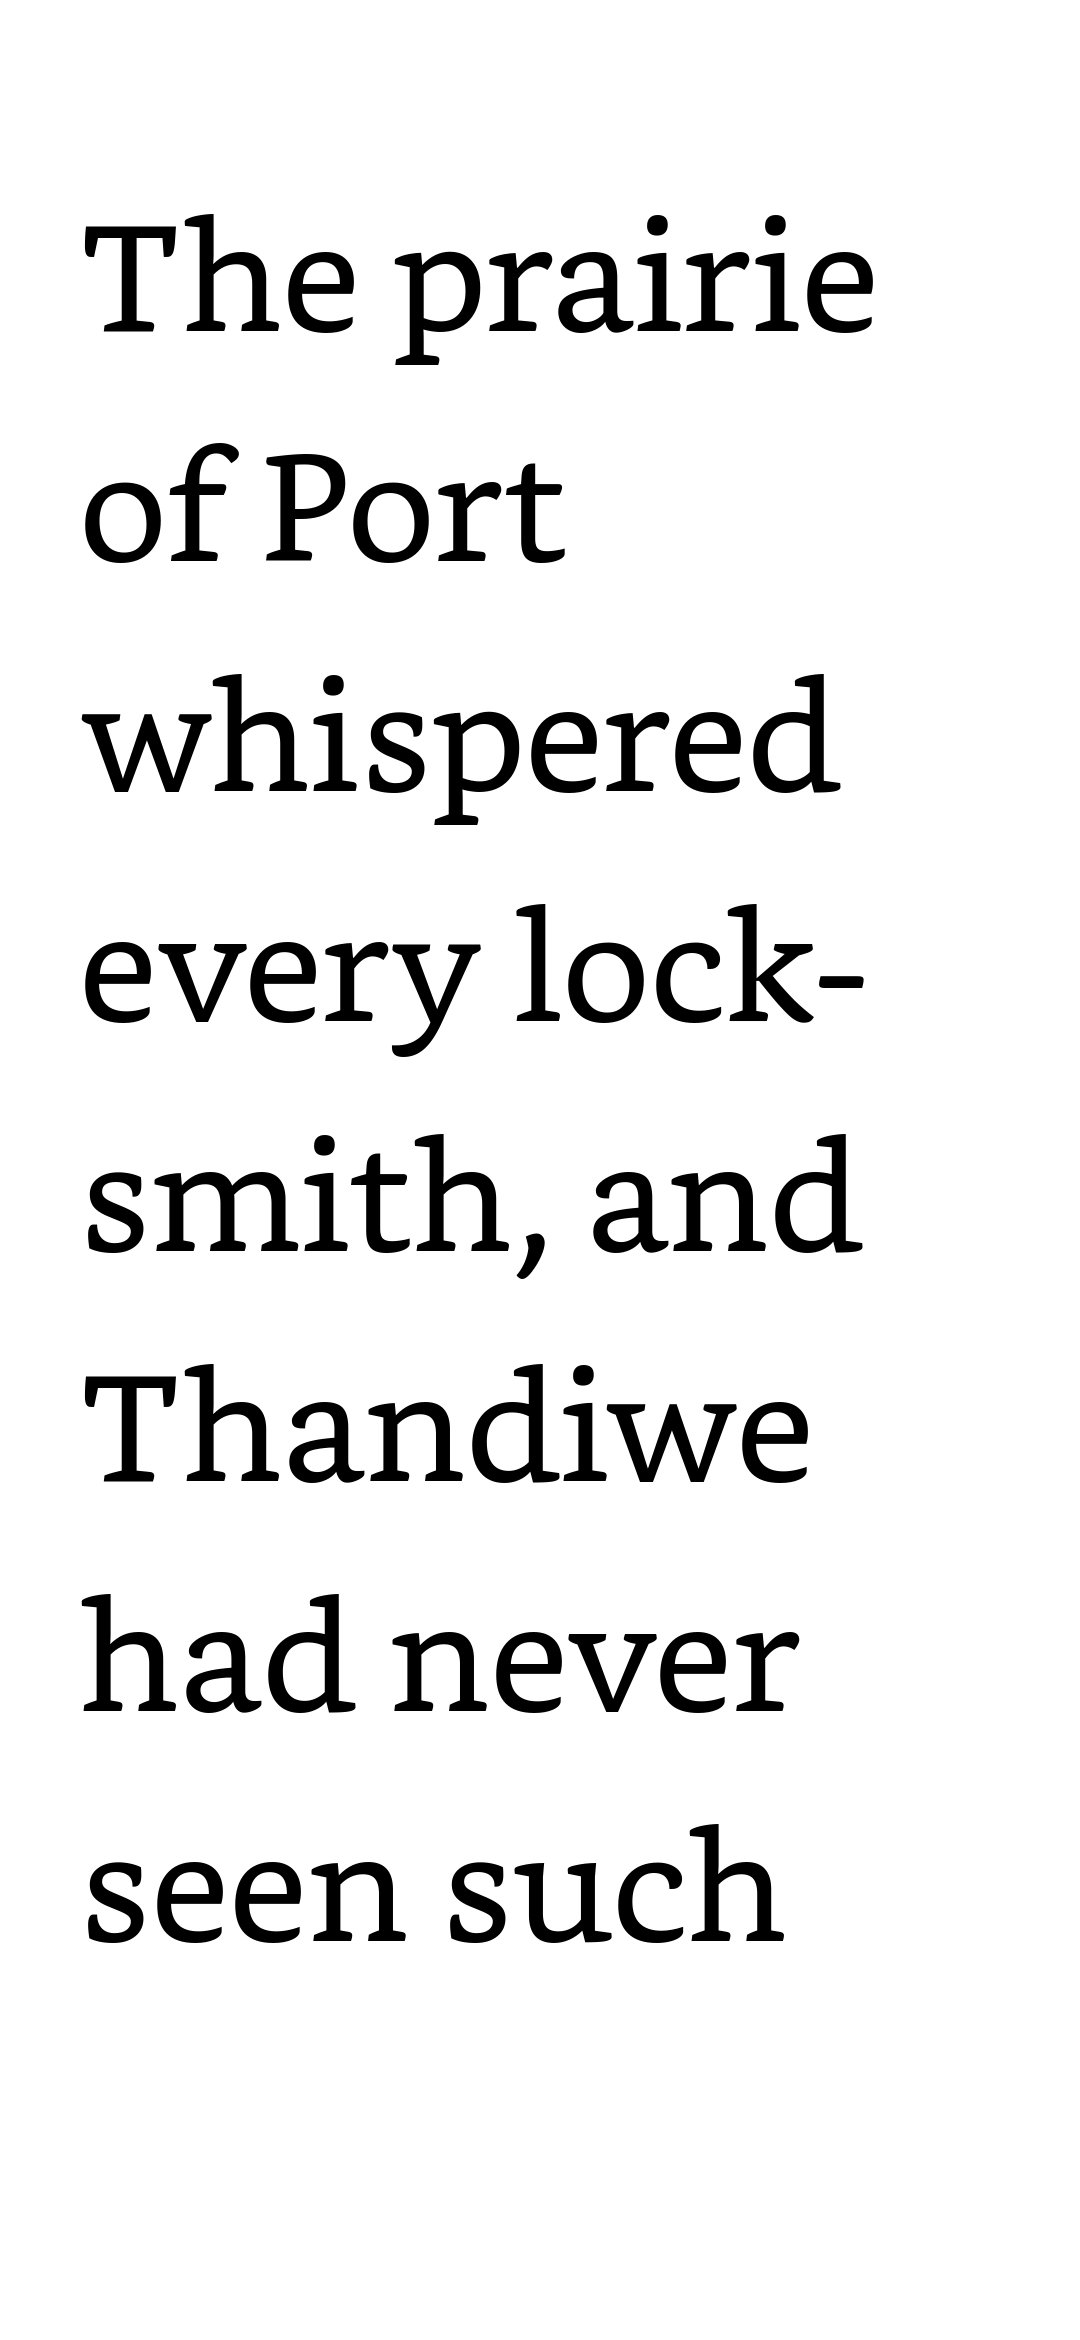 The prairie
of Port
whispered
every lock-
smith, and
Thandiwe
had never
seen such